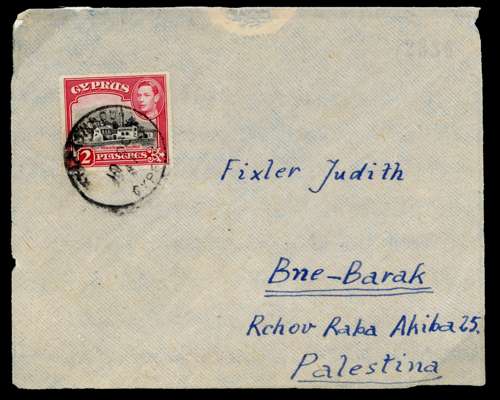 CYPRUS
2 PIASTRES
Fixler Judith
Bne-Barak
Rchov Raba Akiba 25.
Palestina